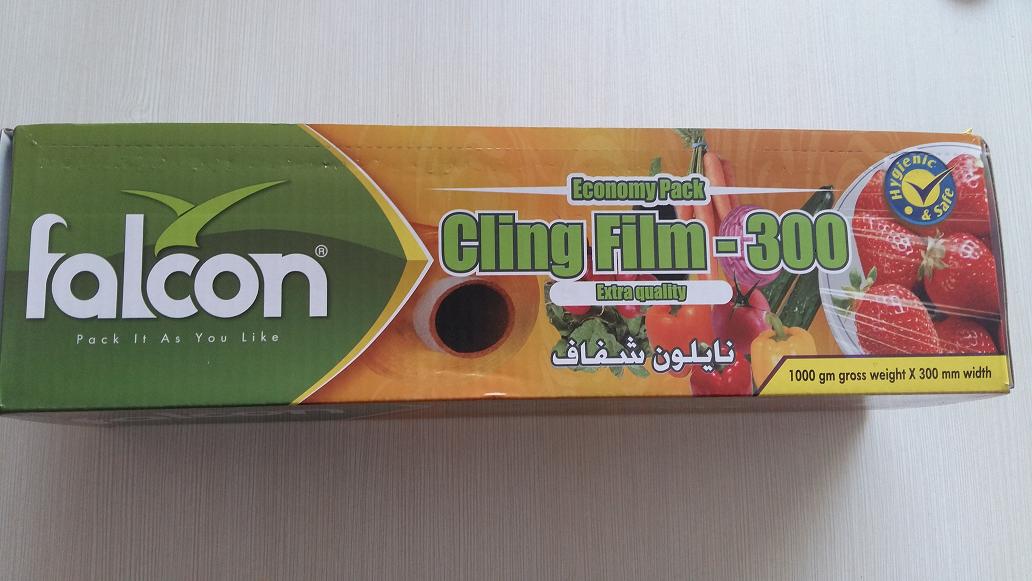 falcon®
Pack It As You Like
Economy Pack
Cling Film - 300
Extra quality
نايلون شفاف
Hygienic
& Safe
1000 gm gross weight X 300 mm width